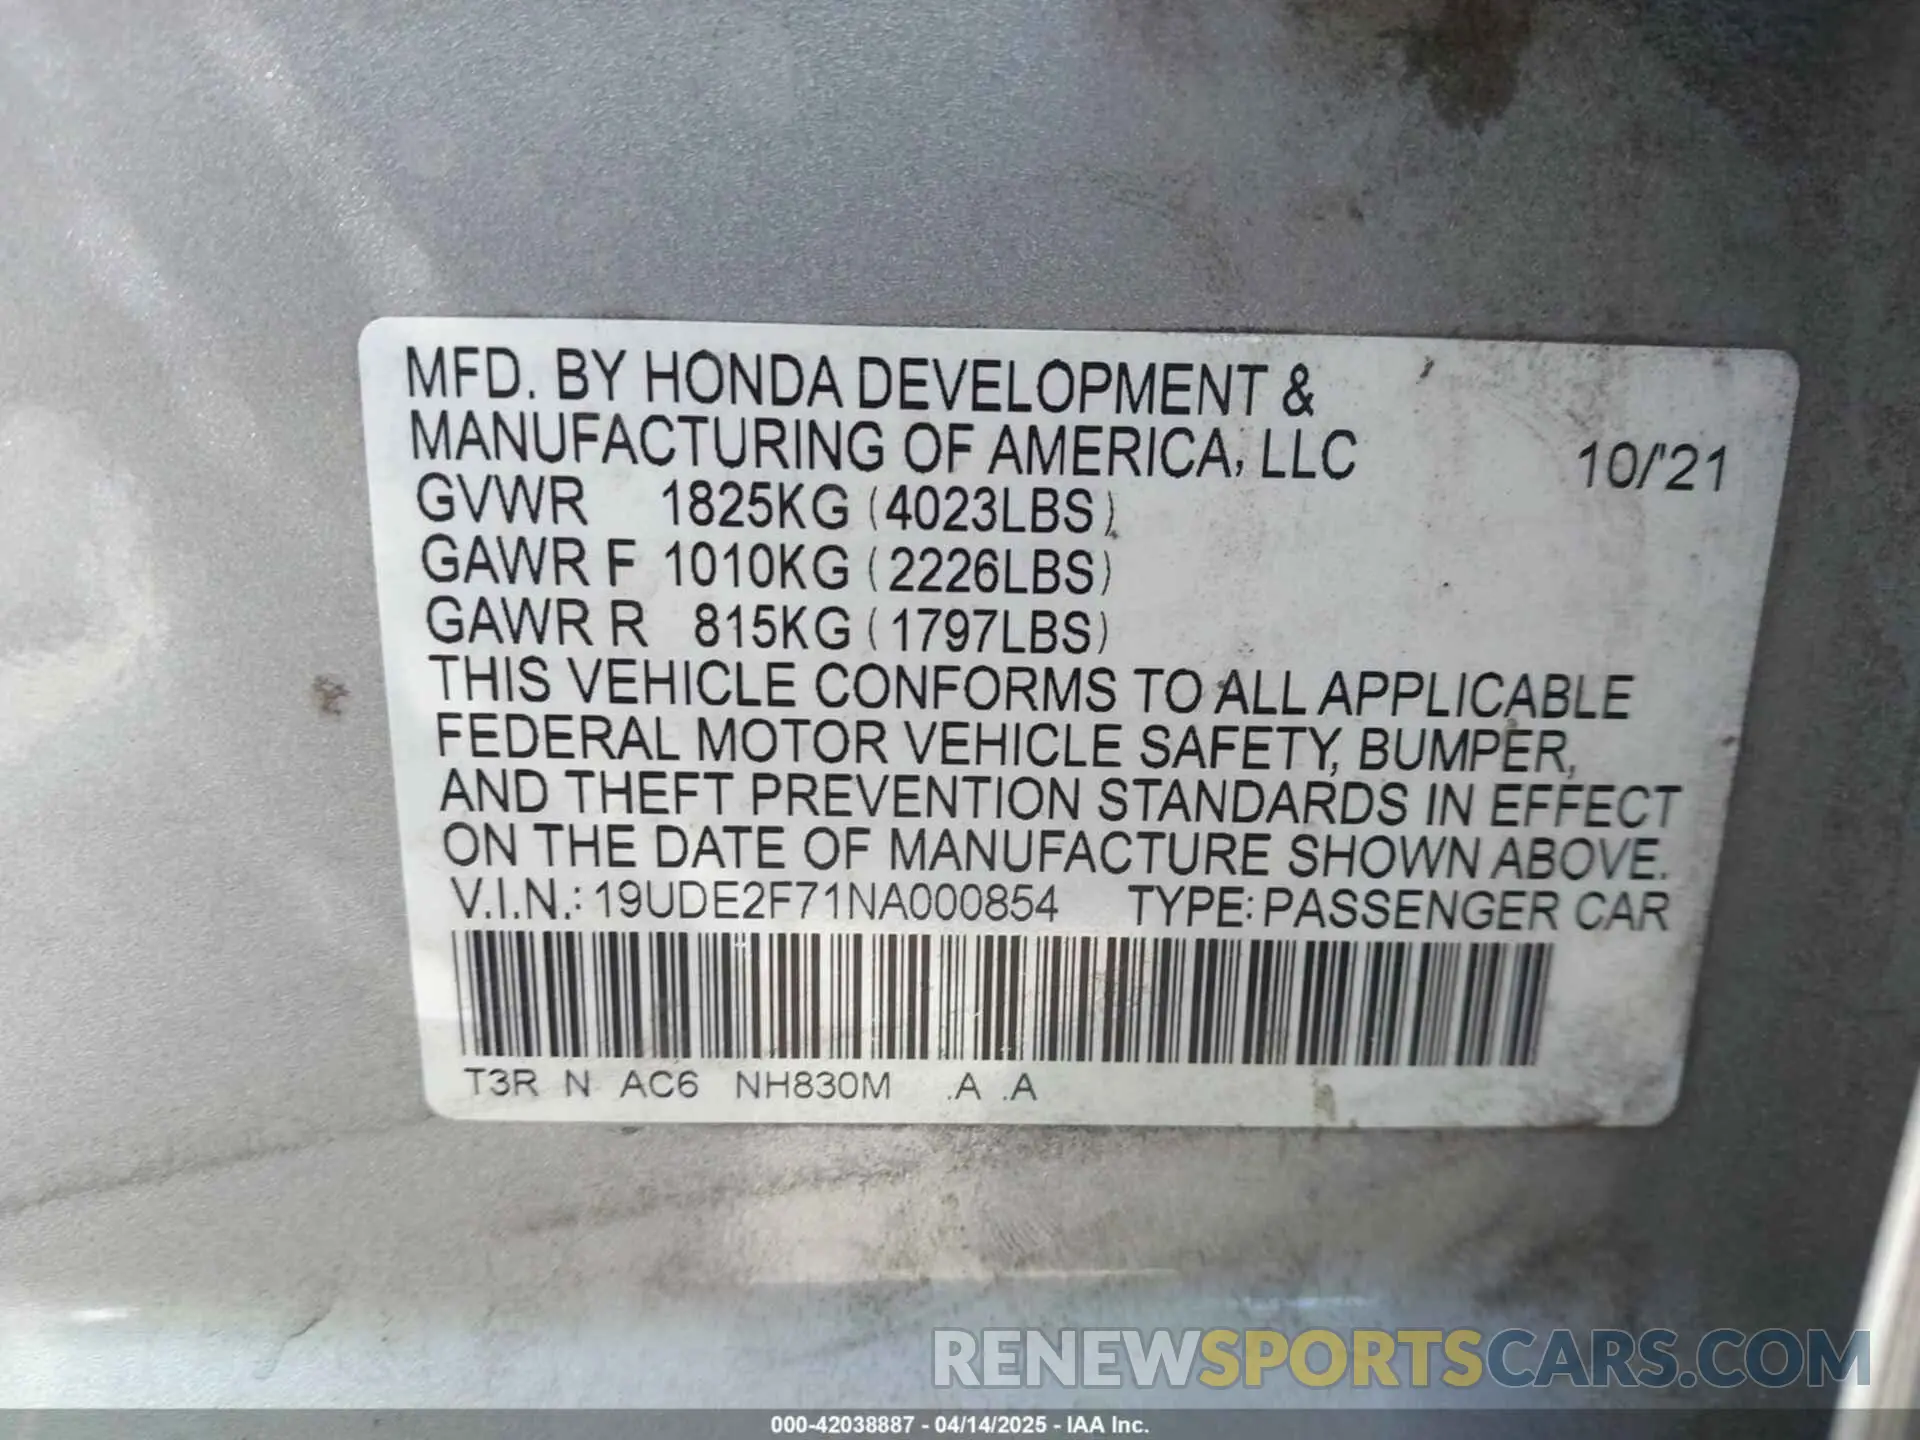 MFD. BY HONDA DEVELOPMENT &
MANUFACTURING OF AMERICA, LLC 10/'21
GVWR 1825KG (4023LBS)
GAWR F 1010KG (2226LBS)
GAWR R 815KG (1797LBS)
THIS VEHICLE CONFORMS TO ALL APPLICABLE
FEDERAL MOTOR VEHICLE SAFETY, BUMPER,
AND THEFT PREVENTION STANDARDS IN EFFECT
ON THE DATE OF MANUFACTURE SHOWN ABOVE.
V.I.N.: 19UDE2F71NA000854 TYPE: PASSENGER CAR
T3R N AC6 NH830M .A .A
RENEWSPORTSCARS.COM
000-42038887 - 04/14/2025 - IAA Inc.